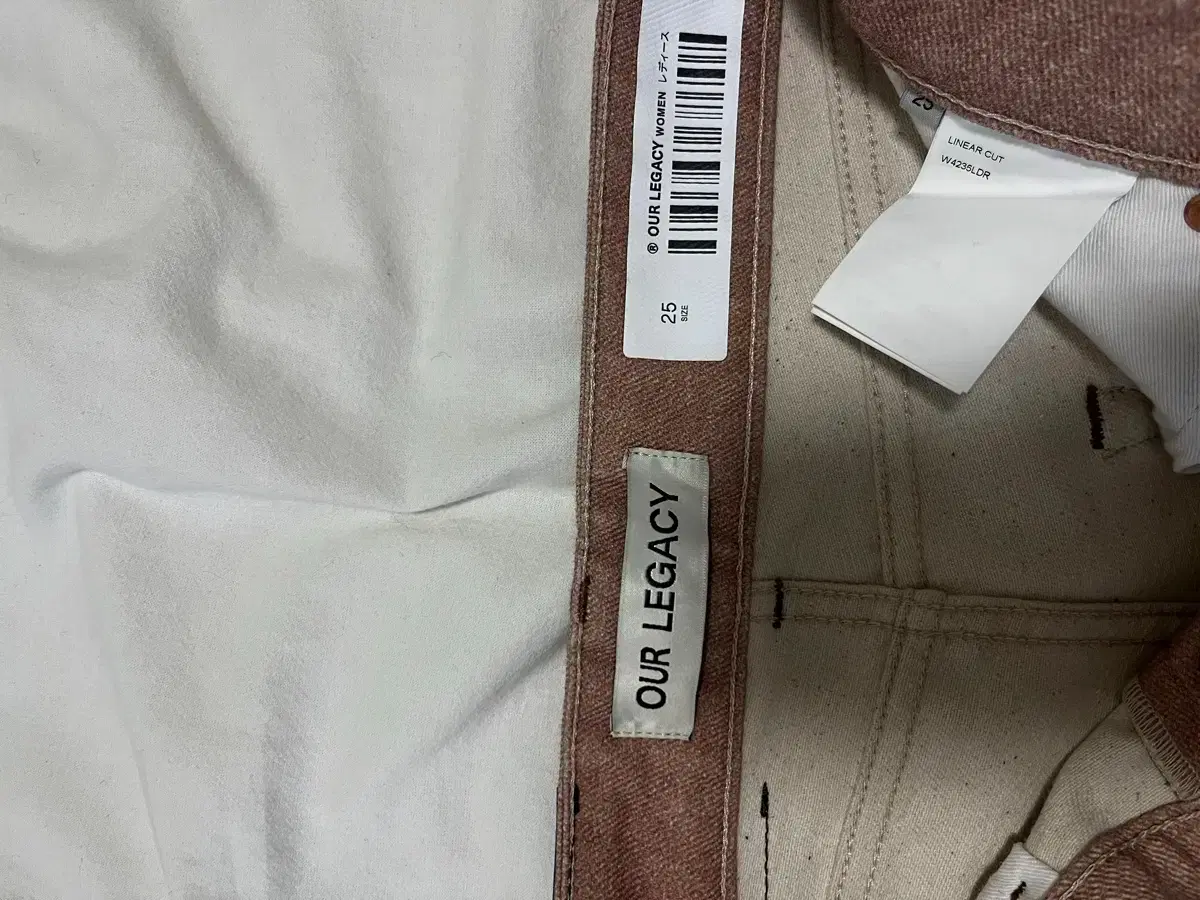 ® OUR LEGACY WOMEN レディース
25
SIZE
OUR LEGACY
25
LINEAR CUT
W4235LDR